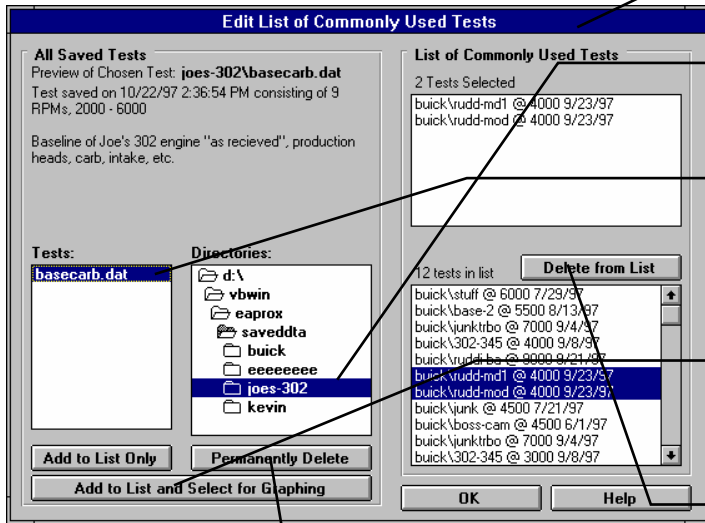 Edit List of Commonly Used Tests
All Saved Tests
Preview of Chosen Test: joes-302\basecarb.dat
Test saved on 10/22/97 2:36:54 PM consisting of 9
RPMs, 2000 - 6000
Baseline of Joe's 302 engine "as recieved", production
heads, carb, intake, etc.
Tests:
basecarb.dat
Directories:
d:\
vbwin
eaprox
saveddta
buick
eeeeeeee
joes-302
kevin
Add to List Only
Permanently Delete
Add to List and Select for Graphing
List of Commonly Used Tests
2 Tests Selected
buick\rudd-md1 @ 4000 9/23/97
buick\rudd-mod @ 4000 9/23/97
12 tests in list
Delete from List
buick\stuff @ 6000 7/29/97
buick\base-2 @ 5500 8/13/97
buick\junktrbo @ 7000 9/4/97
buick\302-345 @ 4000 9/8/97
buick\ruddi-ba @ 9000 9/21/97
buick\rudd-md1 @ 4000 9/23/97
buick\rudd-mod @ 4000 9/23/97
buick\junk @ 4500 7/21/97
buick\boss-cam @ 4500 6/1/97
buick\junktrbo @ 7000 9/4/97
buick\302-345 @ 3000 9/8/97
OK
Help